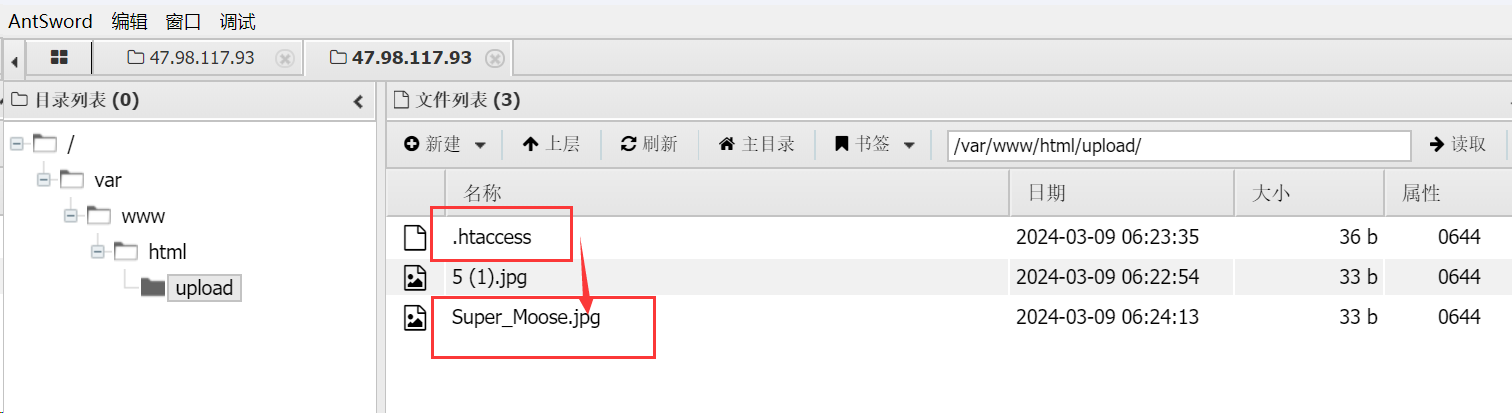 AntSword 编辑 窗口 调试
47.98.117.93 47.98.117.93
目录列表 (0) 文件列表 (3)
新建 上层 刷新 主目录 书签 /var/www/html/upload/ 读取
/
var
www
html
upload
名称 日期 大小 属性
.htaccess 2024-03-09 06:23:35 36 b 0644
5 (1).jpg 2024-03-09 06:22:54 33 b 0644
Super_Moose.jpg 2024-03-09 06:24:13 33 b 0644